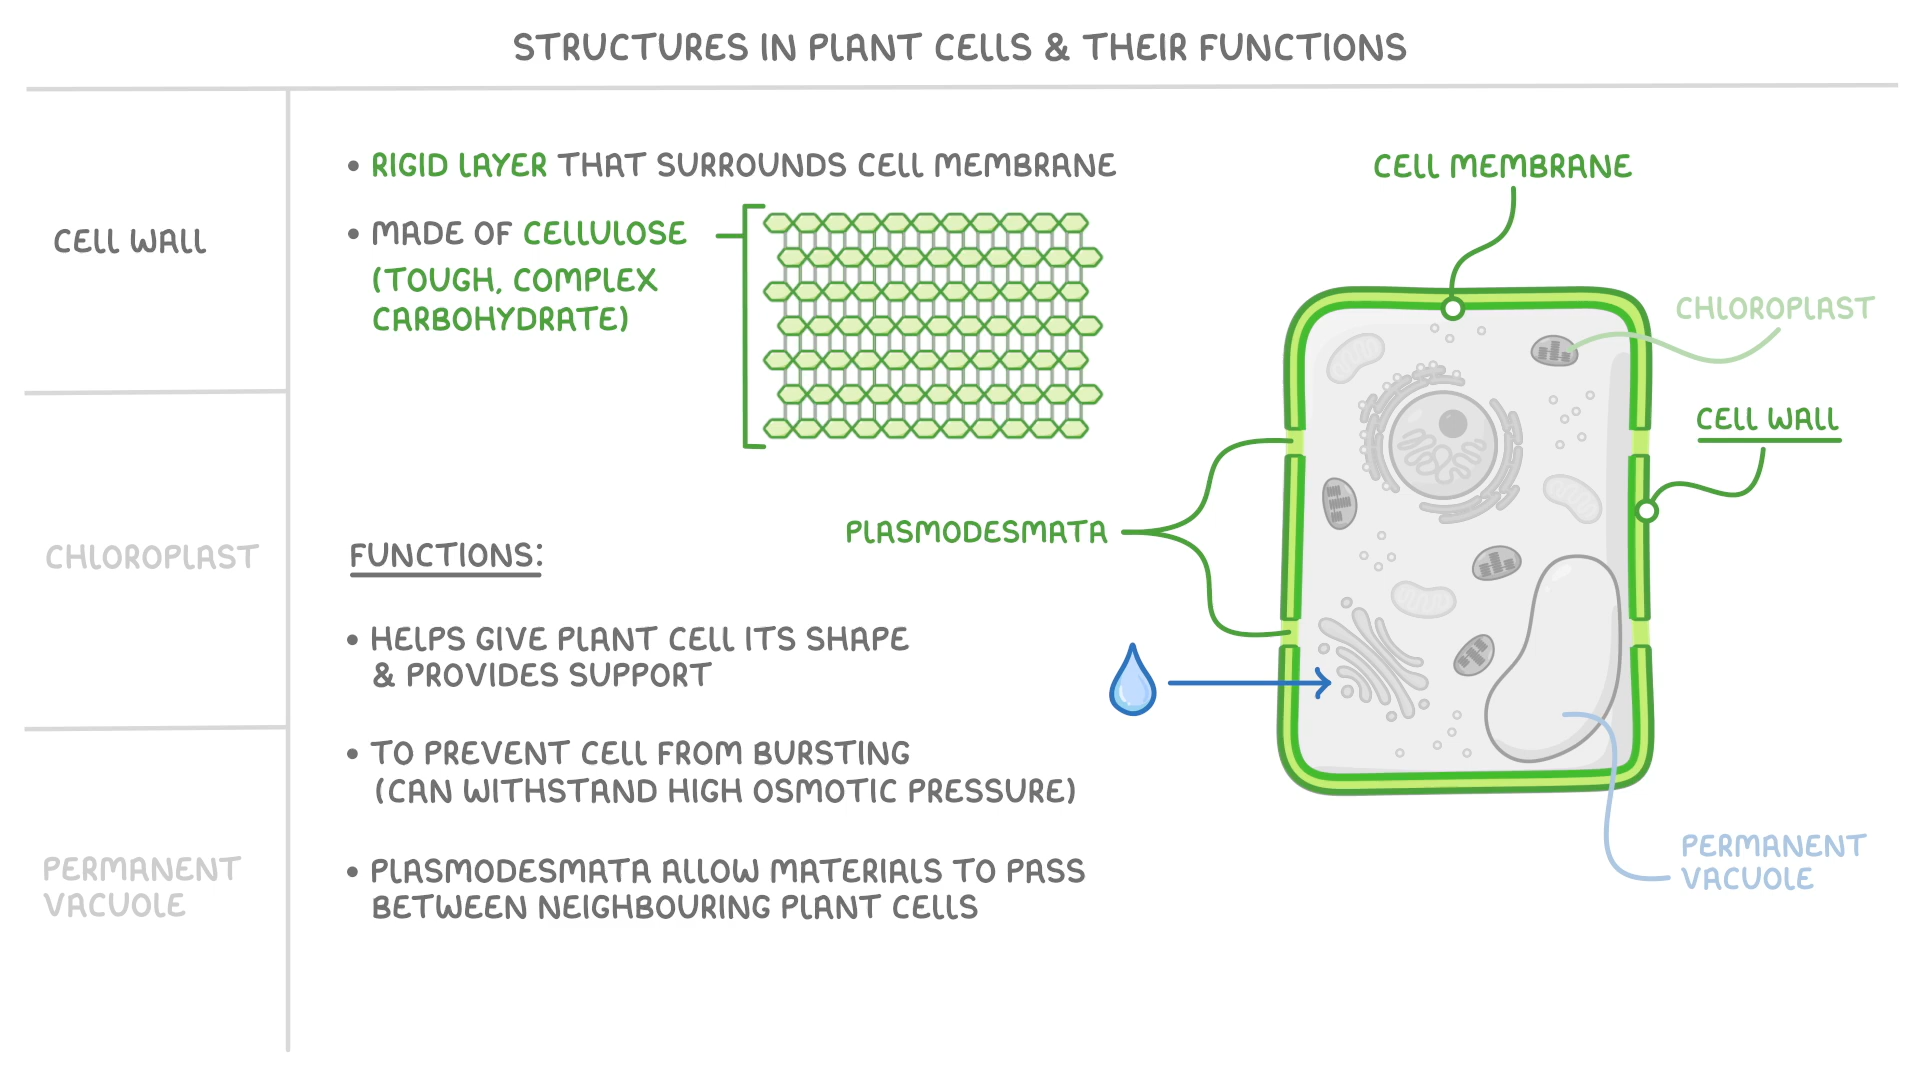 STRUCTURES IN PLANT CELLS & THEIR FUNCTIONS
CELL WALL
• RIGID LAYER THAT SURROUNDS CELL MEMBRANE
• MADE OF CELLULOSE
(TOUGH, COMPLEX
CARBOHYDRATE)
FUNCTIONS:
• HELPS GIVE PLANT CELL ITS SHAPE
& PROVIDES SUPPORT
• TO PREVENT CELL FROM BURSTING
(CAN WITHSTAND HIGH OSMOTIC PRESSURE)
• PLASMODESMATA ALLOW MATERIALS TO PASS
BETWEEN NEIGHBOURING PLANT CELLS
CHLOROPLAST
PERMANENT
VACUOLE
CELL MEMBRANE
CHLOROPLAST
CELL WALL
PLASMODESMATA
PERMANENT
VACUOLE